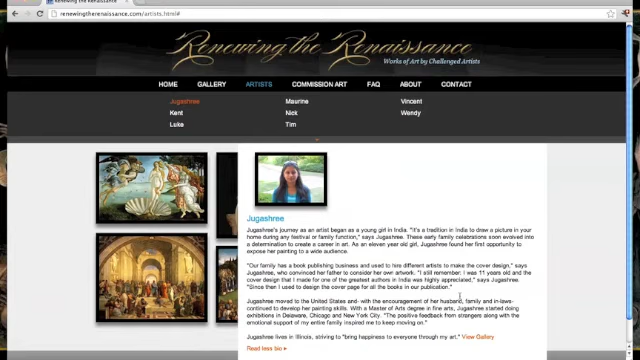 Renewing the Renaissance
renewingtherenaissance.com/artists.html#
Renewing the Renaissance
Works of Art by Challenged Artists
HOME GALLERY ARTISTS COMMISSION ART FAQ ABOUT CONTACT
Jugashree Maurine Vincent
Kent Nick Wendy
Luke Tim
Jugashree
Jugashree's journey as an artist began as a young girl in India. "It's a tradition in India to draw a picture in your
home during any festival or family function," says Jugashree. These early family celebrations soon evolved into
a determination to create a career in art. As an eleven year old girl, Jugashree found her first opportunity to
expose her painting to a wide audience.
"Our family has a book publishing business and used to hire different artists to make the cover design," says
Jugashree, who convinced her father to consider her own artwork. "I still remember. I was 11 years old and the
cover design that I made for one of the greatest authors in India was highly appreciated," says Jugashree.
"Since then I used to design the cover page for all the books in our publication."
Jugashree moved to the United States and- with the encouragement of her husband, family and in-laws-
continued to develop her painting skills. With a Master of Arts degree in fine arts, Jugashree started doing
exhibitions in Delaware, Chicago and New York City. "The positive feedback from strangers along with the
emotional support of my entire family inspired me to keep moving on."
Jugashree lives in Illinois, striving to "bring happiness to everyone through my art." View Gallery
Read less bio